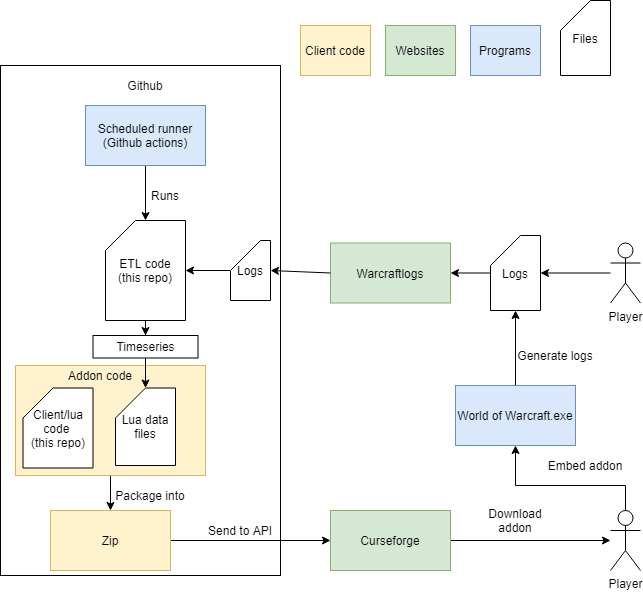 Client code
Websites
Programs
Files
Github
Scheduled runner
(Github actions)
Runs
ETL code
(this repo)
Logs
Warcraftlogs
Logs
Player
Timeseries
Generate logs
Addon code
Client/lua
code
(this repo)
Lua data
files
World of Warcraft.exe
Embed addon
Package into
Zip
Send to API
Curseforge
Download
addon
Player